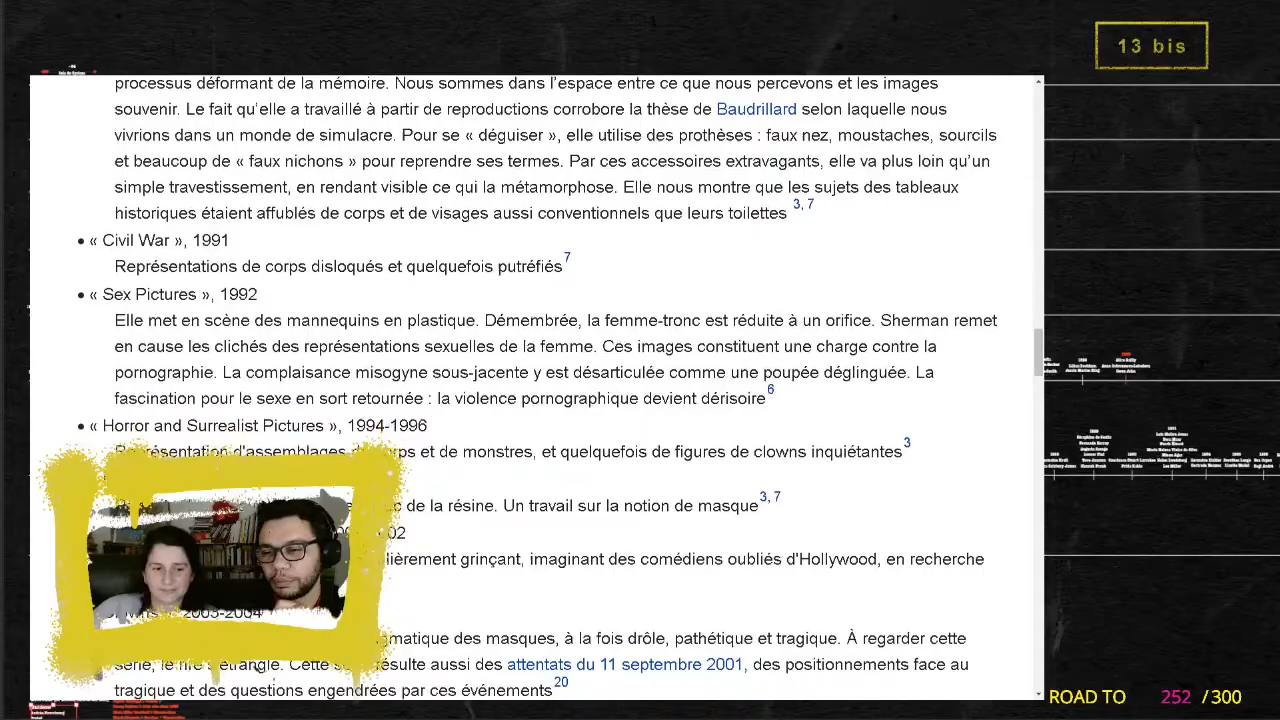 13 bis
processus déformant de la mémoire. Nous sommes dans l'espace entre ce que nous percevons et les images
souvenir. Le fait qu'elle a travaillé à partir de reproductions corrobore la thèse de Baudrillard selon laquelle nous
vivrions dans un monde de simulacre. Pour se « déguiser », elle utilise des prothèses : faux nez, moustaches, sourcils
et beaucoup de « faux nichons » pour reprendre ses termes. Par ces accessoires extravagants, elle va plus loin qu'un
simple travestissement, en rendant visible ce qui la métamorphose. Elle nous montre que les sujets des tableaux
historiques étaient affublés de corps et de visages aussi conventionnels que leurs toilettes 3, 7
• « Civil War », 1991
Représentations de corps disloqués et quelquefois putréfiés 7
• « Sex Pictures », 1992
Elle met en scène des mannequins en plastique. Démembrée, la femme-tronc est réduite à un orifice. Sherman remet
en cause les clichés des représentations sexuelles de la femme. Ces images constituent une charge contre la
pornographie. La complaisance misogyne sous-jacente y est désarticulée comme une poupée déglinguée. La
fascination pour le sexe en sort retournée : la violence pornographique devient dérisoire 6
• « Horror and Surrealist Pictures », 1994-1996
d'assemblages et de monstres, et quelquefois de figures de clowns inquiétantes 3
de la résine. Un travail sur la notion de masque 3, 7
02
lièrement grinçant, imaginant des comédiens oubliés d'Hollywood, en recherche
2003-2004
matique des masques, à la fois drôle, pathétique et tragique. À regarder cette
série, le rire s'étrangle. Cette résulte aussi des attentats du 11 septembre 2001, des positionnements face au
tragique et des questions engendrées par ces événements 20
ROAD TO 252 /300